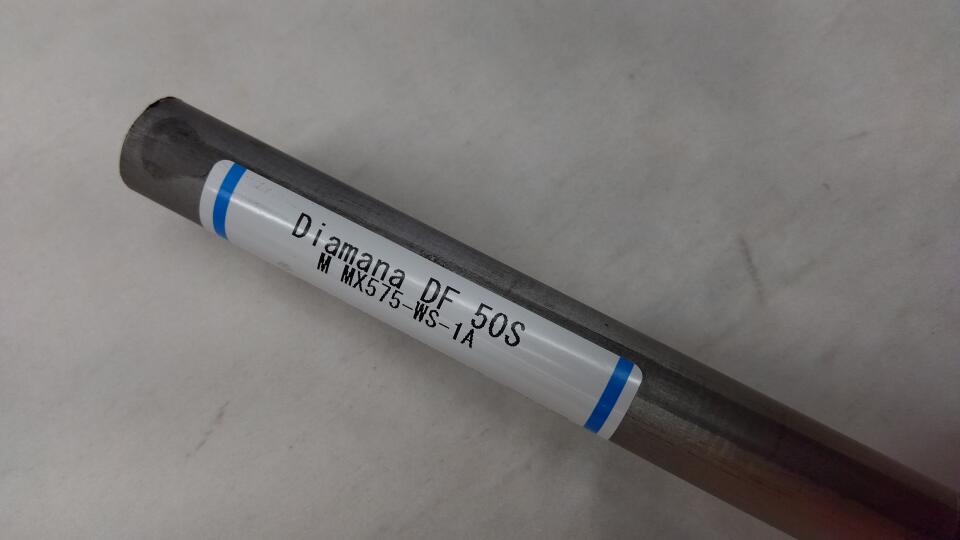 Diamana DF 50S
M MX575-WS-1A